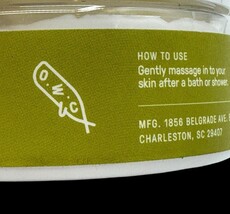 O.W.C
HOW TO USE
Gently massage in to your
skin after a bath or shower.
MFG. 1856 BELGRADE AVE.
CHARLESTON, SC 29407